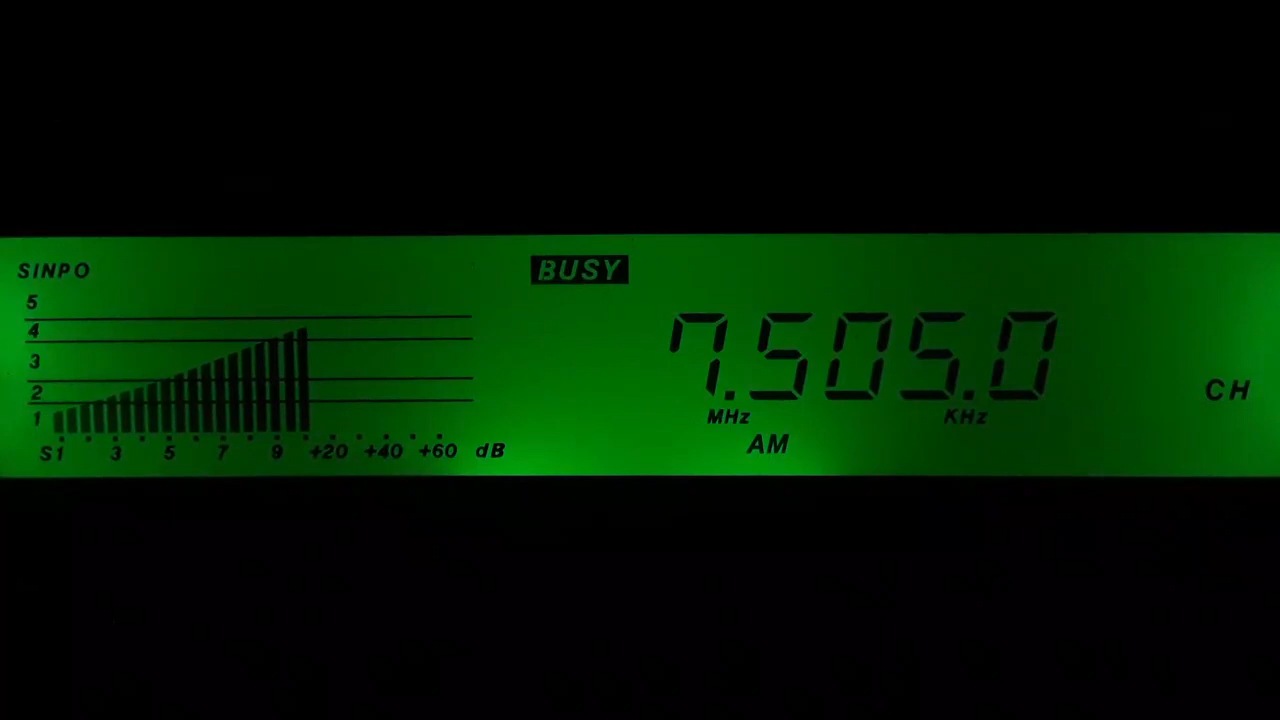 SINPO
BUSY
5
4
3
2
1
7.505.0
MHz KHz
CH
AM
S1 3 5 7 9 +20 +40 +60 dB